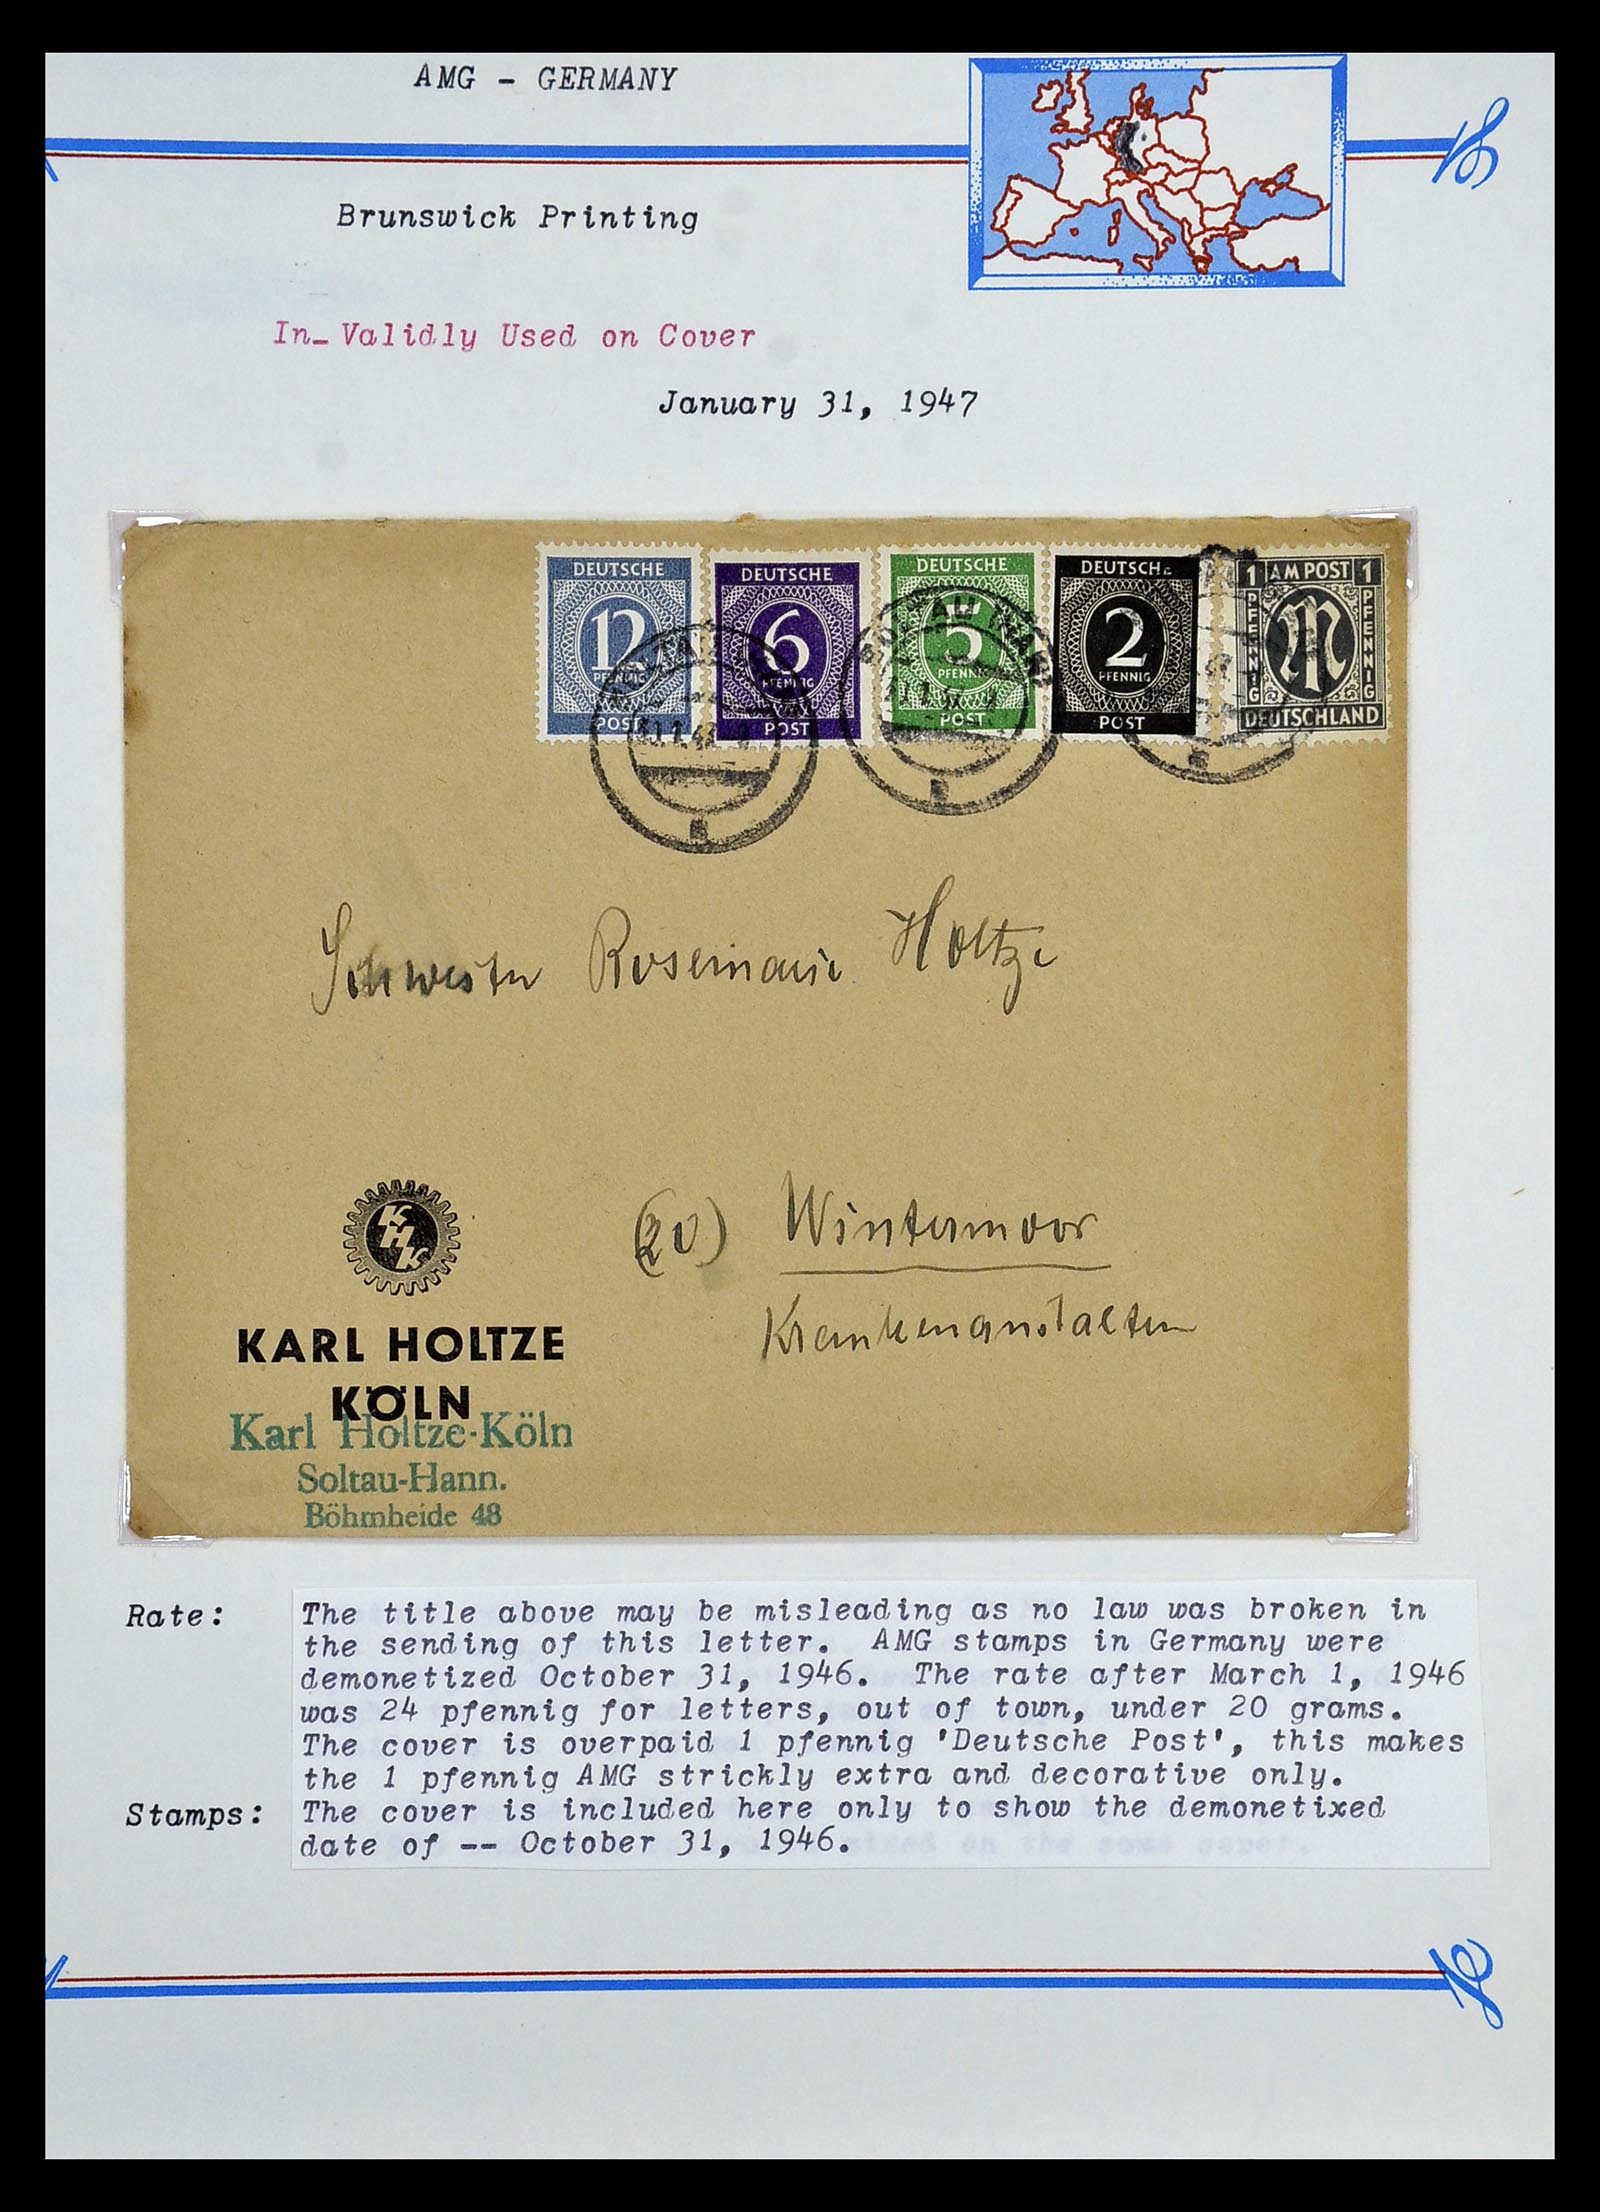 AMG - GERMANY
Brunswick Printing
In_ Validly Used on Cover
January 31, 1947
DEUTSCHE
12
PFENNIG
POST
DEUTSCHE
6
PFENNIG
POST
DEUTSCHE
5
PFENNIG
POST
DEUTSCHE
2
PFENNIG
POST
1 AM POST 1
PFENNIG
M
PFENNIG
DEUTSCHLAND
Schwester Rosemarie Holtze
(20) Wintermoor
Krankenanstalten
KHK
KARL HOLTZE
KÖLN
Karl Holtze-Köln
Soltau-Hann.
Böhmheide 48
Rate: The title above may be misleading as no law was broken in
the sending of this letter. AMG stamps in Germany were
demonetized October 31, 1946. The rate after March 1, 1946
was 24 pfennig for letters, out of town, under 20 grams.
The cover is overpaid 1 pfennig 'Deutsche Post', this makes
the 1 pfennig AMG strickly extra and decorative only.
Stamps: The cover is included here only to show the demonetixed
date of -- October 31, 1946.